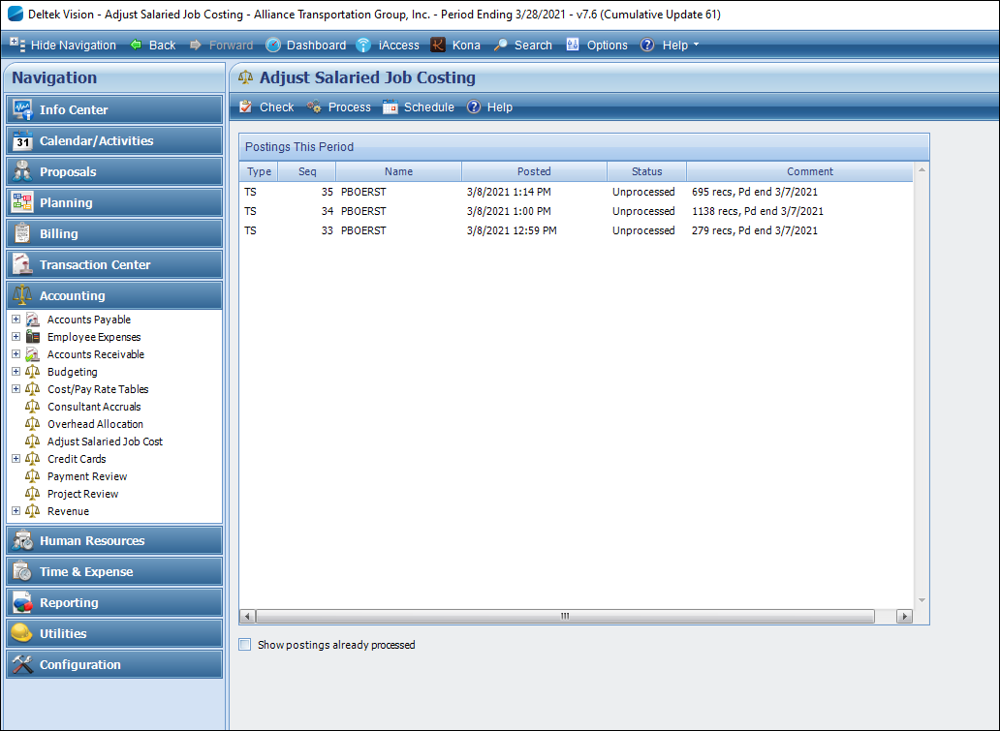 Deltek Vision - Adjust Salaried Job Costing - Alliance Transportation Group, Inc. - Period Ending 3/28/2021 - v7.6 (Cumulative Update 61)
Hide Navigation Back Forward Dashboard iAccess K Kona Search Options ? Help
Navigation
Adjust Salaried Job Costing
Check Process Schedule ? Help
Info Center
31 Calendar/Activities
Proposals
Planning
Billing
Transaction Center
Accounting
Accounts Payable
Employee Expenses
Accounts Receivable
Budgeting
Cost/Pay Rate Tables
Consultant Accruals
Overhead Allocation
Adjust Salaried Job Cost
Credit Cards
Payment Review
Project Review
Revenue
Human Resources
Time & Expense
Reporting
Utilities
Configuration
Postings This Period
Type Seq Name Posted Status Comment
TS 35 PBOERST 3/8/2021 1:14 PM Unprocessed 695 recs, Pd end 3/7/2021
TS 34 PBOERST 3/8/2021 1:00 PM Unprocessed 1138 recs, Pd end 3/7/2021
TS 33 PBOERST 3/8/2021 12:59 PM Unprocessed 279 recs, Pd end 3/7/2021
Show postings already processed